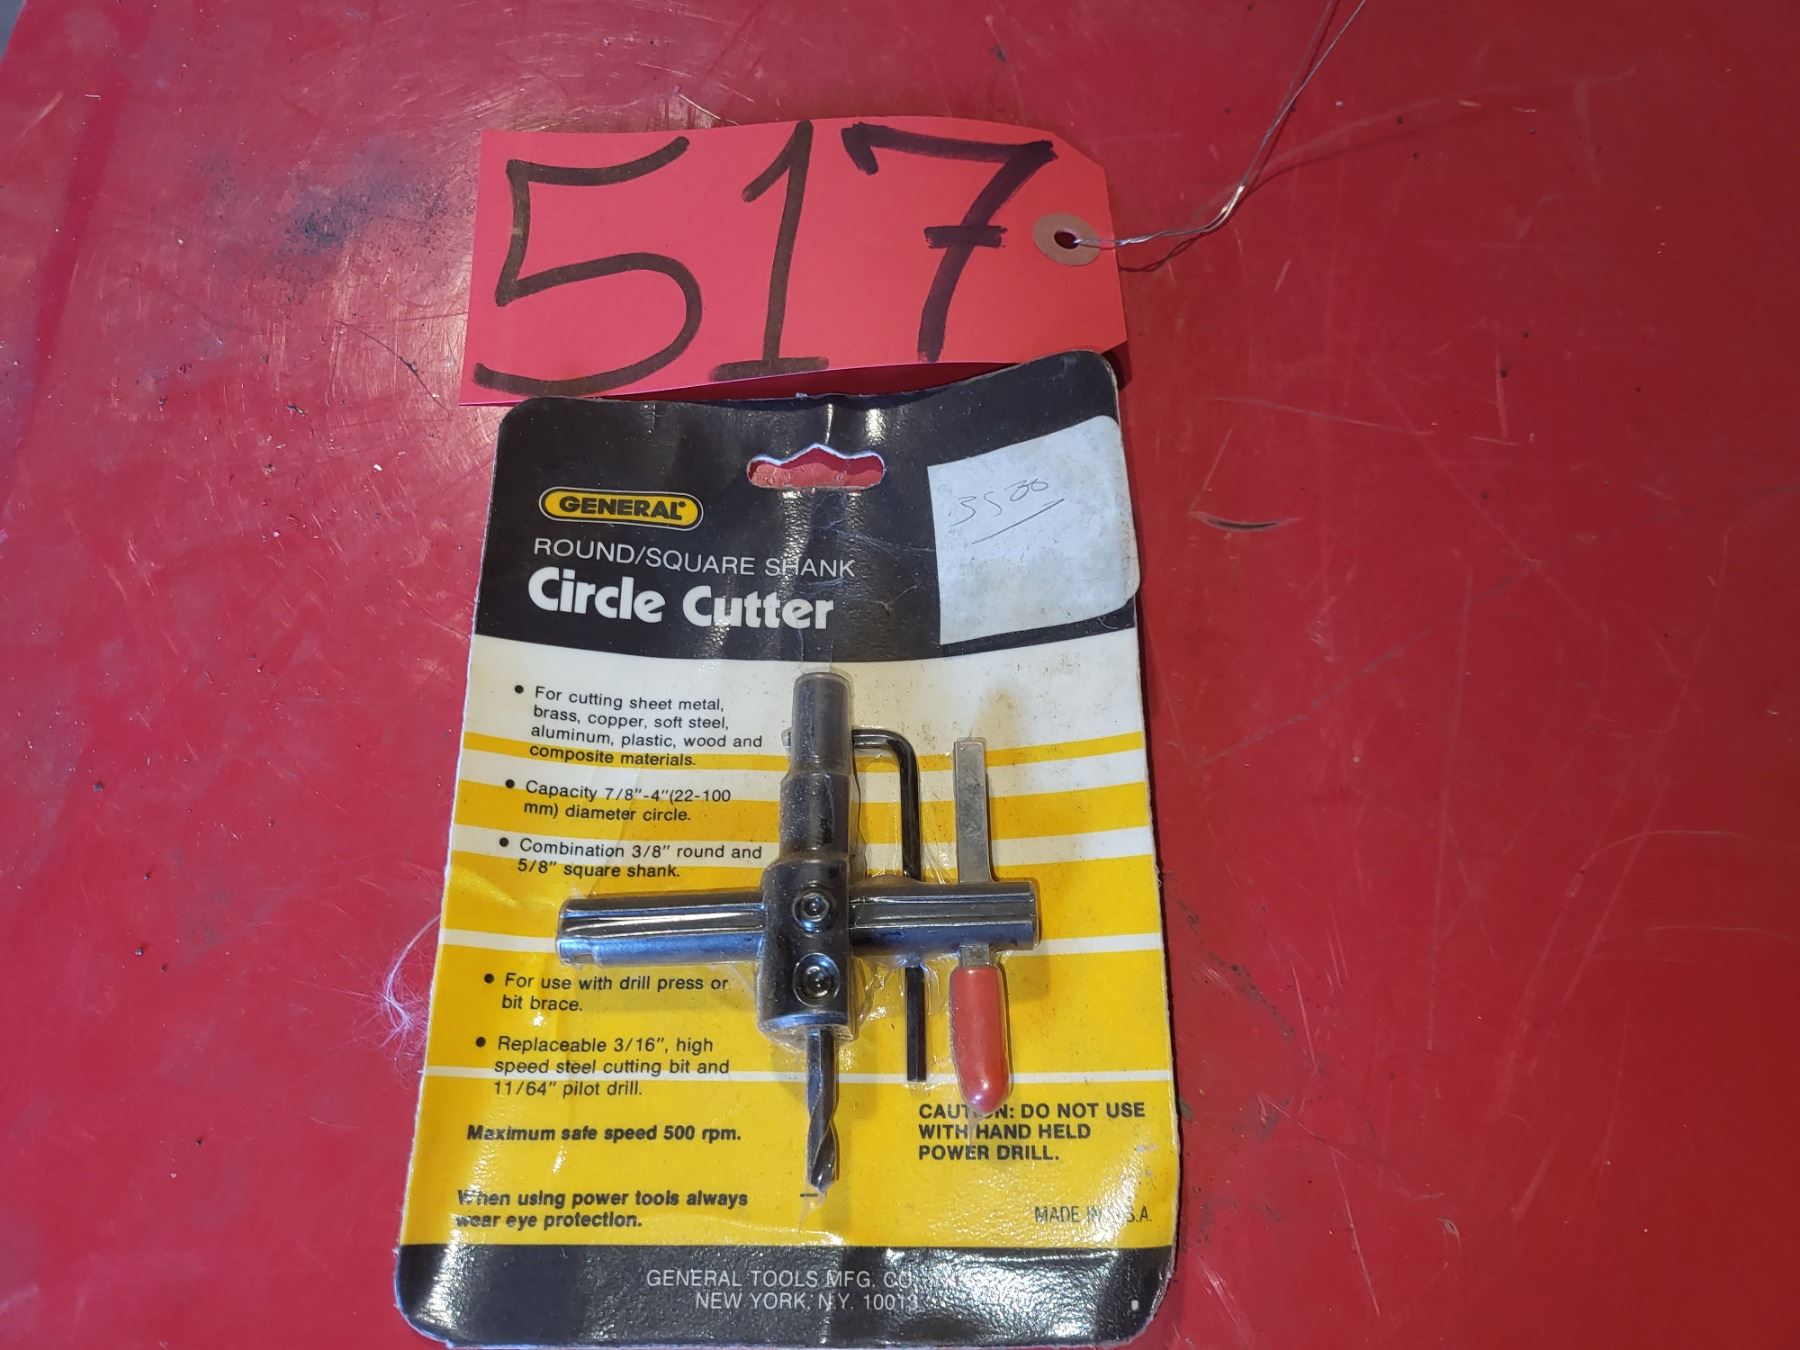 517
GENERAL®
ROUND/SQUARE SHANK
Circle Cutter
• For cutting sheet metal,
brass, copper, soft steel,
aluminum, plastic, wood and
composite materials.
• Capacity 7/8"-4"(22-100
mm) diameter circle.
• Combination 3/8" round and
5/8" square shank.
• For use with drill press or
bit brace.
• Replaceable 3/16", high
speed steel cutting bit and
11/64" pilot drill.
Maximum safe speed 500 rpm.
When using power tools always
wear eye protection.
CAUTION: DO NOT USE
WITH HAND HELD
POWER DRILL.
MADE IN U.S.A.
GENERAL TOOLS MFG. CO.
NEW YORK, N.Y. 10013